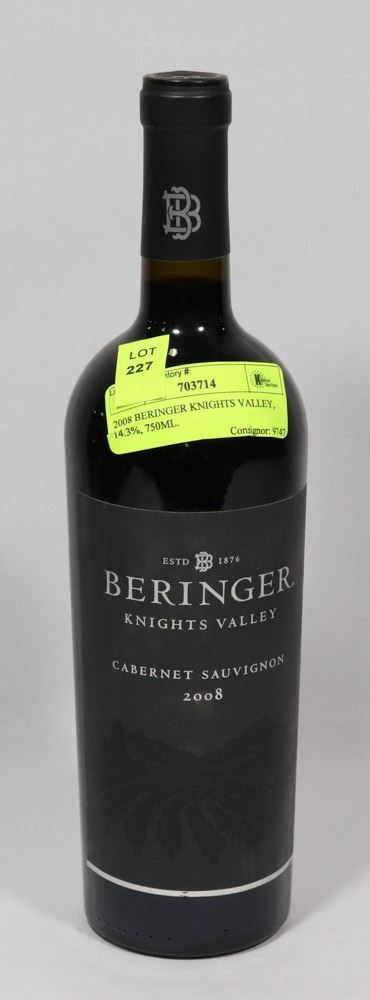 LOT
227
ntory #:
703714
2008 BERINGER KNIGHTS VALLEY,
14.3%, 750ML.
Consignor: 9747
ESTD B 1876
BERINGER
KNIGHTS VALLEY
CABERNET SAUVIGNON
2008